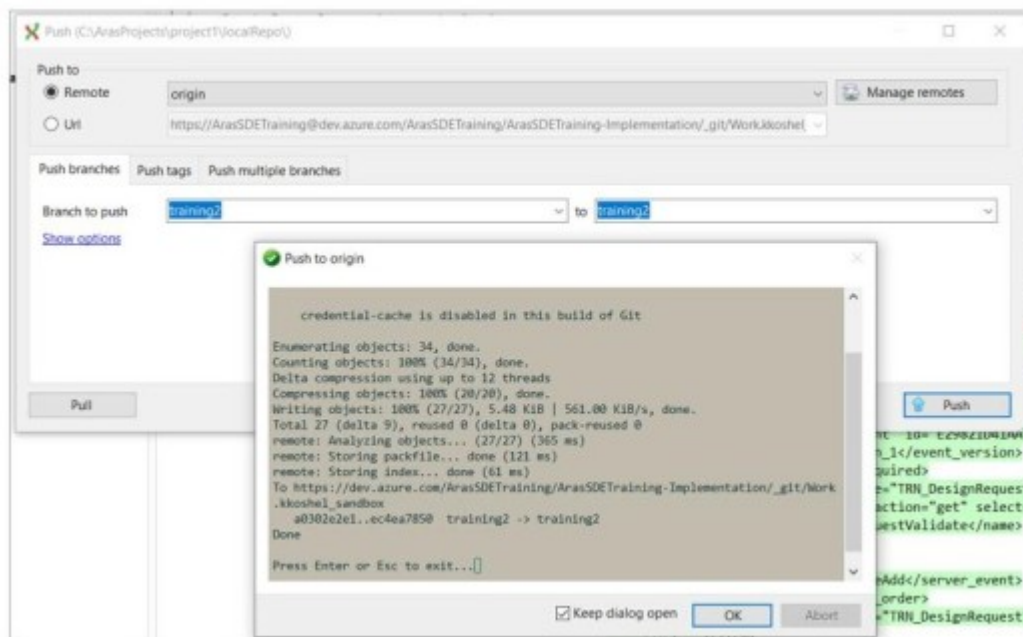 Push (C:\ArasProjects\project1\localRepo\)
Push to
Remote
origin
Manage remotes
Url
https://ArasSDETraining@dev.azure.com/ArasSDETraining/ArasSDETraining-Implementation/_git/Work.kkoshel_
Push branches
Push tags
Push multiple branches
Branch to push
training2
to
training2
Show options
Push to origin
credential-cache is disabled in this build of Git
Enumerating objects: 34, done.
Counting objects: 100% (34/34), done.
Delta compression using up to 12 threads
Compressing objects: 100% (20/20), done.
Writing objects: 100% (27/27), 5.48 KiB | 561.00 KiB/s, done.
Total 27 (delta 9), reused 0 (delta 0), pack-reused 0
remote: Analyzing objects... (27/27) (365 ms)
remote: Storing packfile... done (121 ms)
remote: Storing index... done (61 ms)
To https://dev.azure.com/ArasSDETraining/ArasSDETraining-Implementation/_git/Work
.kkoshel_sandbox
a0302e2e1..ec4ea7850 training2 -> training2
Done
Press Enter or Esc to exit...
Keep dialog open
OK
Abort
Pull
Push
n_1</event_version>
quired>
e="TRN_DesignReques
action="get" select
uestValidate</name>
eAdd</server_event>
_order>
="TRN_DesignRequest